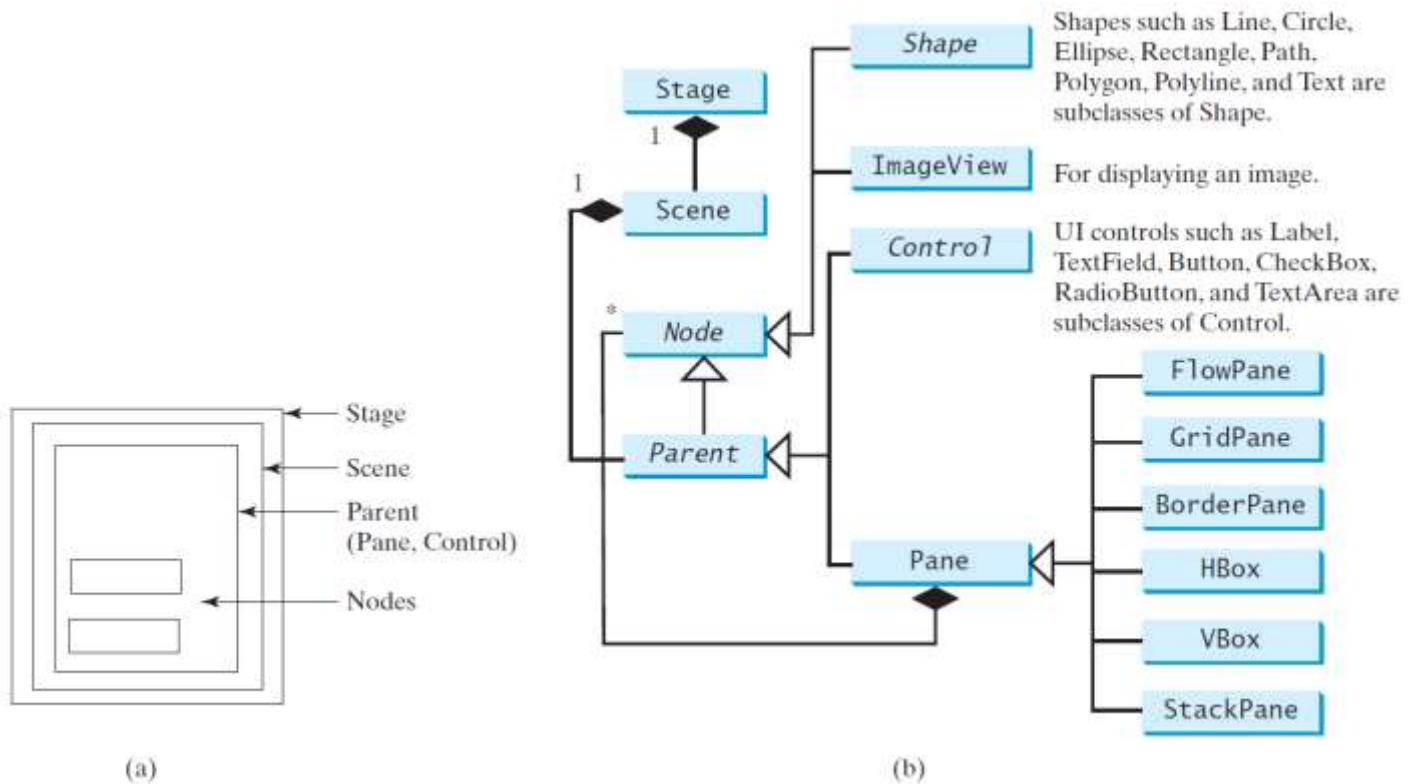 Stage
Scene
Parent
(Pane, Control)
Nodes
(a)
Stage
1
1
Scene
*
Node
Parent
Shape
Shapes such as Line, Circle,
Ellipse, Rectangle, Path,
Polygon, Polyline, and Text are
subclasses of Shape.
ImageView
For displaying an image.
Control
UI controls such as Label,
TextField, Button, CheckBox,
RadioButton, and TextArea are
subclasses of Control.
Pane
FlowPane
GridPane
BorderPane
HBox
VBox
StackPane
(b)